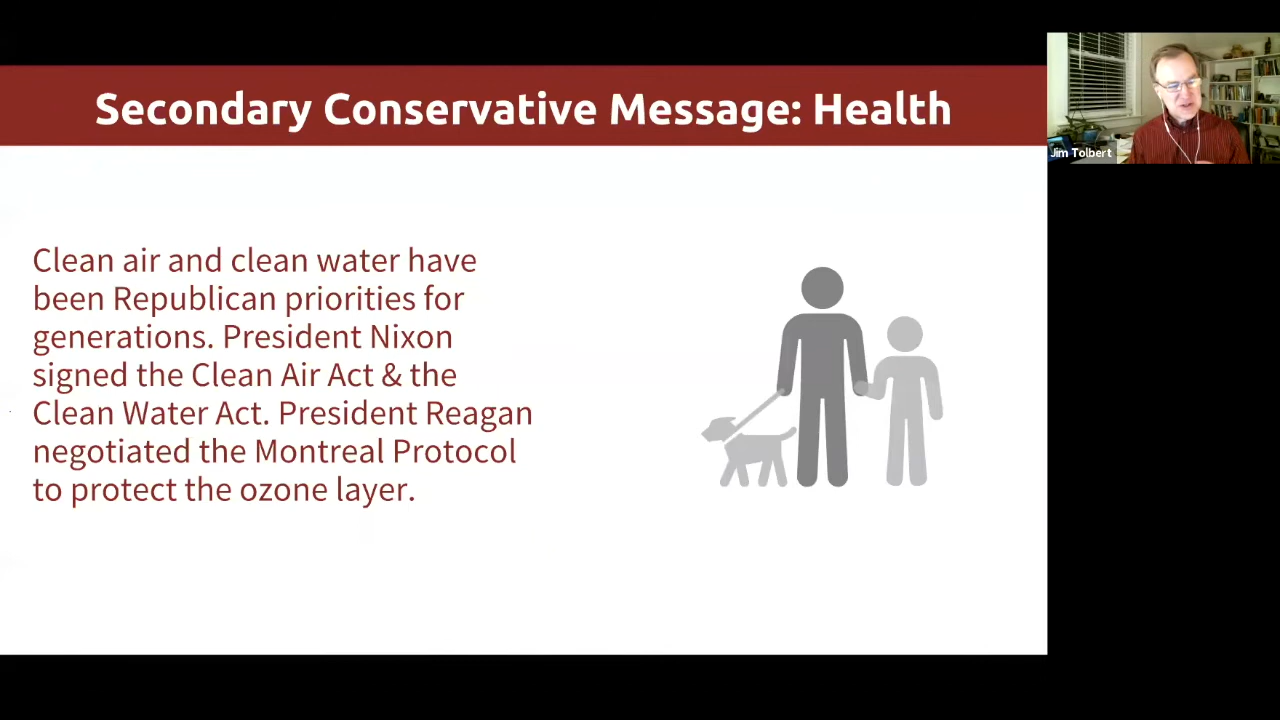 Secondary Conservative Message: Health
Clean air and clean water have
been Republican priorities for
generations. President Nixon
signed the Clean Air Act & the
Clean Water Act. President Reagan
negotiated the Montreal Protocol
to protect the ozone layer.
Jim Tolbert